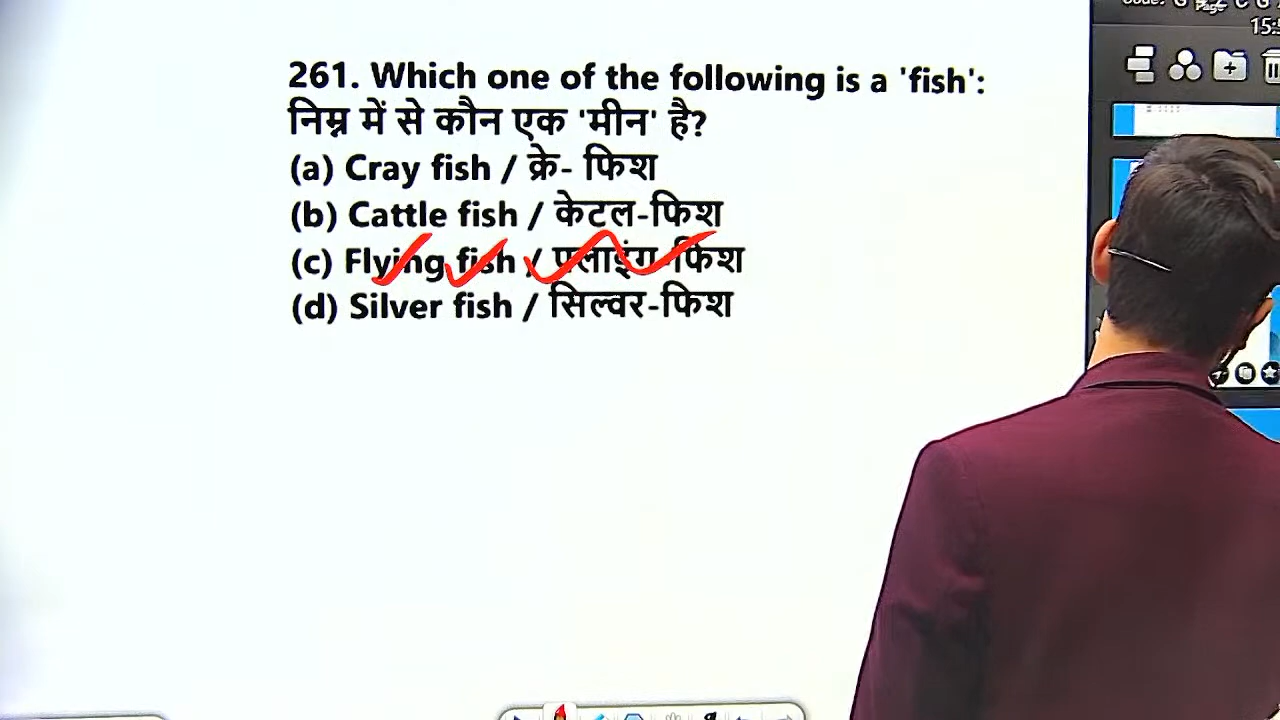 261. Which one of the following is a 'fish':
निम्न में से कौन एक 'मीन' है?
(a) Cray fish / क्रे- फिश
(b) Cattle fish / केटल-फिश
(c) Flying fish / फ्लाइंग-फिश
(d) Silver fish / सिल्वर-फिश
Page